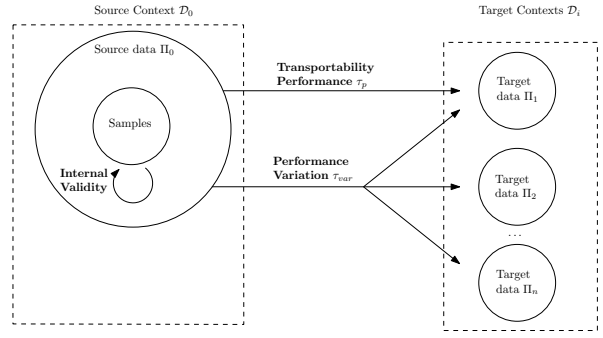 Source Context 𝒟₀
Target Contexts 𝒟ᵢ
Source data Π₀
Samples
Internal
Validity
Transportability
Performance τₚ
Performance
Variation τ_var
Target
data Π₁
Target
data Π₂
...
Target
data Πₙ